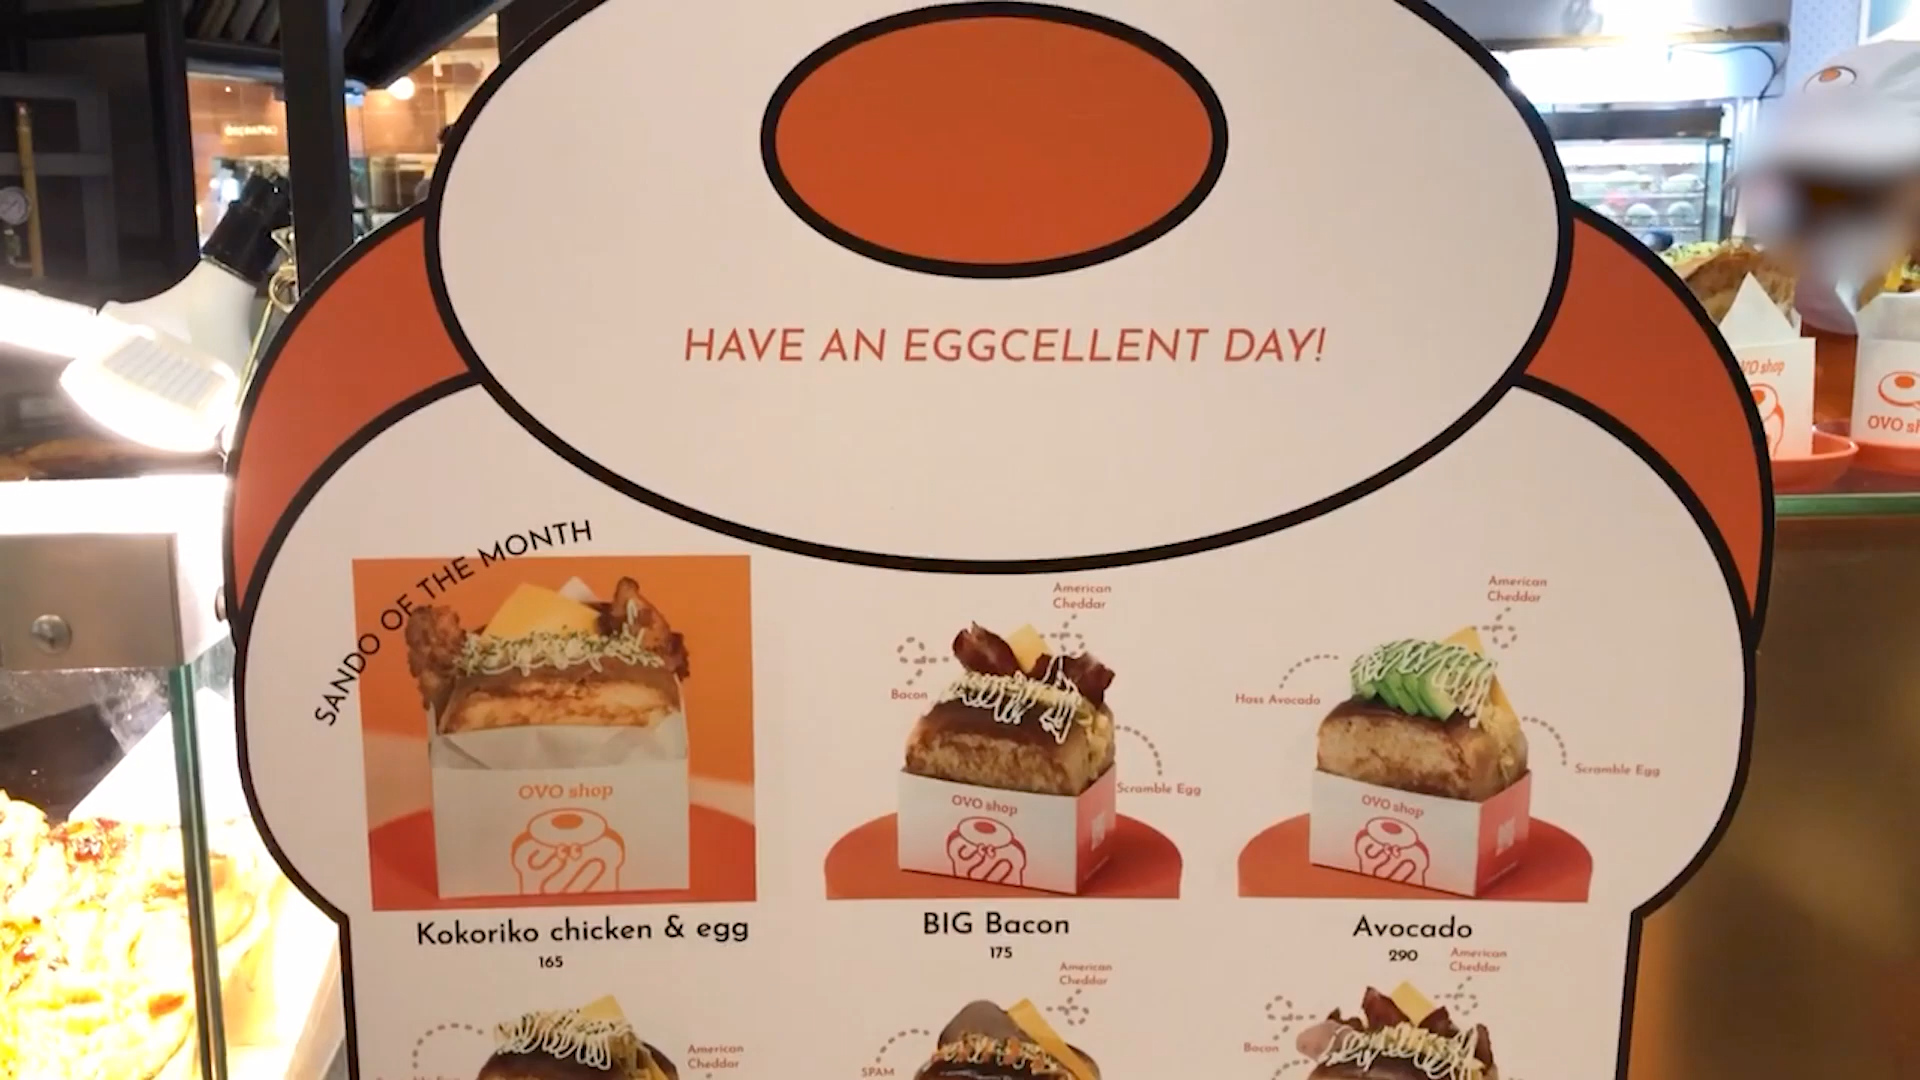 HAVE AN EGGCELLENT DAY!
SANDO OF THE MONTH
OVO shop
Kokoriko chicken & egg
165
American
Cheddar
Bacon
Scramble Egg
OVO shop
BIG Bacon
175
American
Cheddar
Hass Avocado
Scramble Egg
OVO shop
Avocado
290
American
Cheddar
American
Cheddar
SPAM
American
Cheddar
Bacon
VO shop
OVO sh